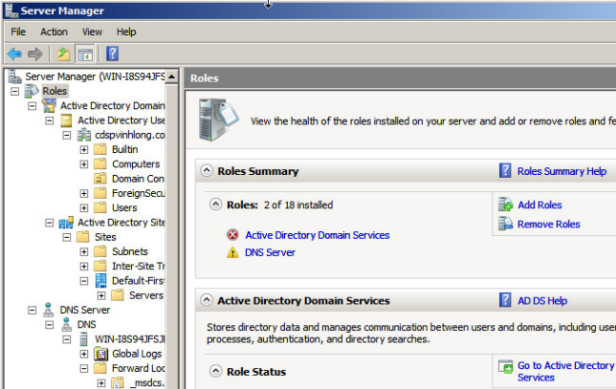 Server Manager
File Action View Help
Server Manager (WIN-I8S94JFS
Roles
Active Directory Domain
Active Directory Use
cdspvinhlong.co
Builtin
Computers
Domain Con
ForeignSecu
Users
Active Directory Site
Sites
Subnets
Inter-Site Tr
Default-Firs
Servers
DNS Server
DNS
WIN-I8S94JFSJ
Global Logs
Forward Loo
_msdcs.
Roles
View the health of the roles installed on your server and add or remove roles and fe
Roles Summary
Roles Summary Help
Roles: 2 of 18 installed
Add Roles
Remove Roles
Active Directory Domain Services
DNS Server
Active Directory Domain Services
AD DS Help
Stores directory data and manages communication between users and domains, including user
processes, authentication, and directory searches.
Role Status
Go to Active Directory
Services